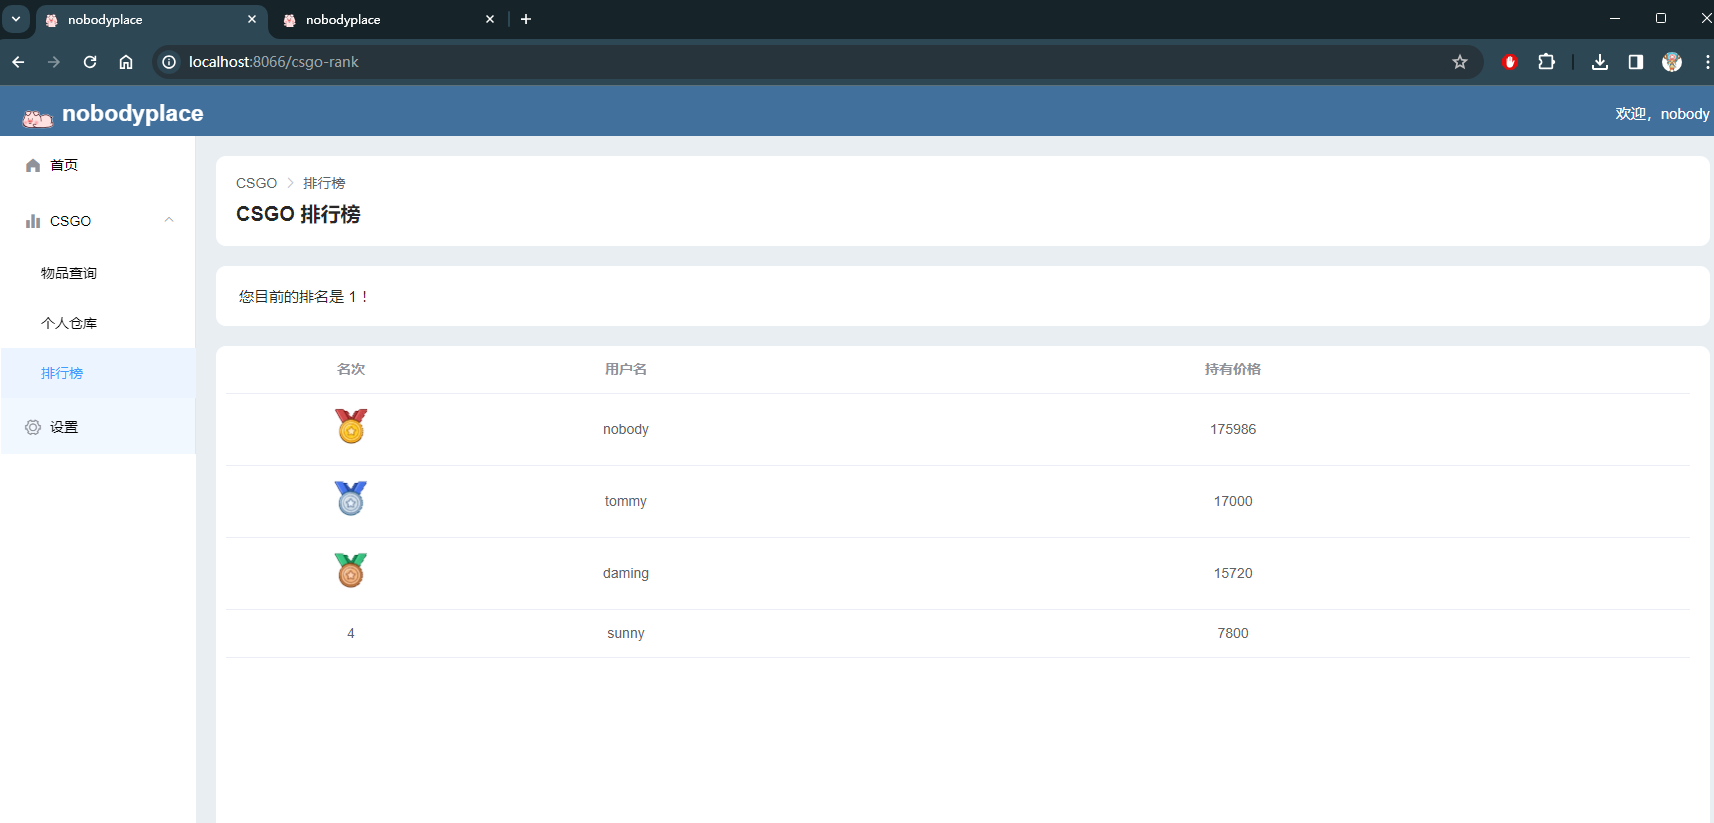 nobodyplace
nobodyplace
localhost:8066/csgo-rank
nobodyplace
欢迎，nobody
首页
CSGO
物品查询
个人仓库
排行榜
设置
CSGO 排行榜
CSGO 排行榜
您目前的排名是 1！
名次 用户名 持有价格
nobody 175986
tommy 17000
daming 15720
4 sunny 7800